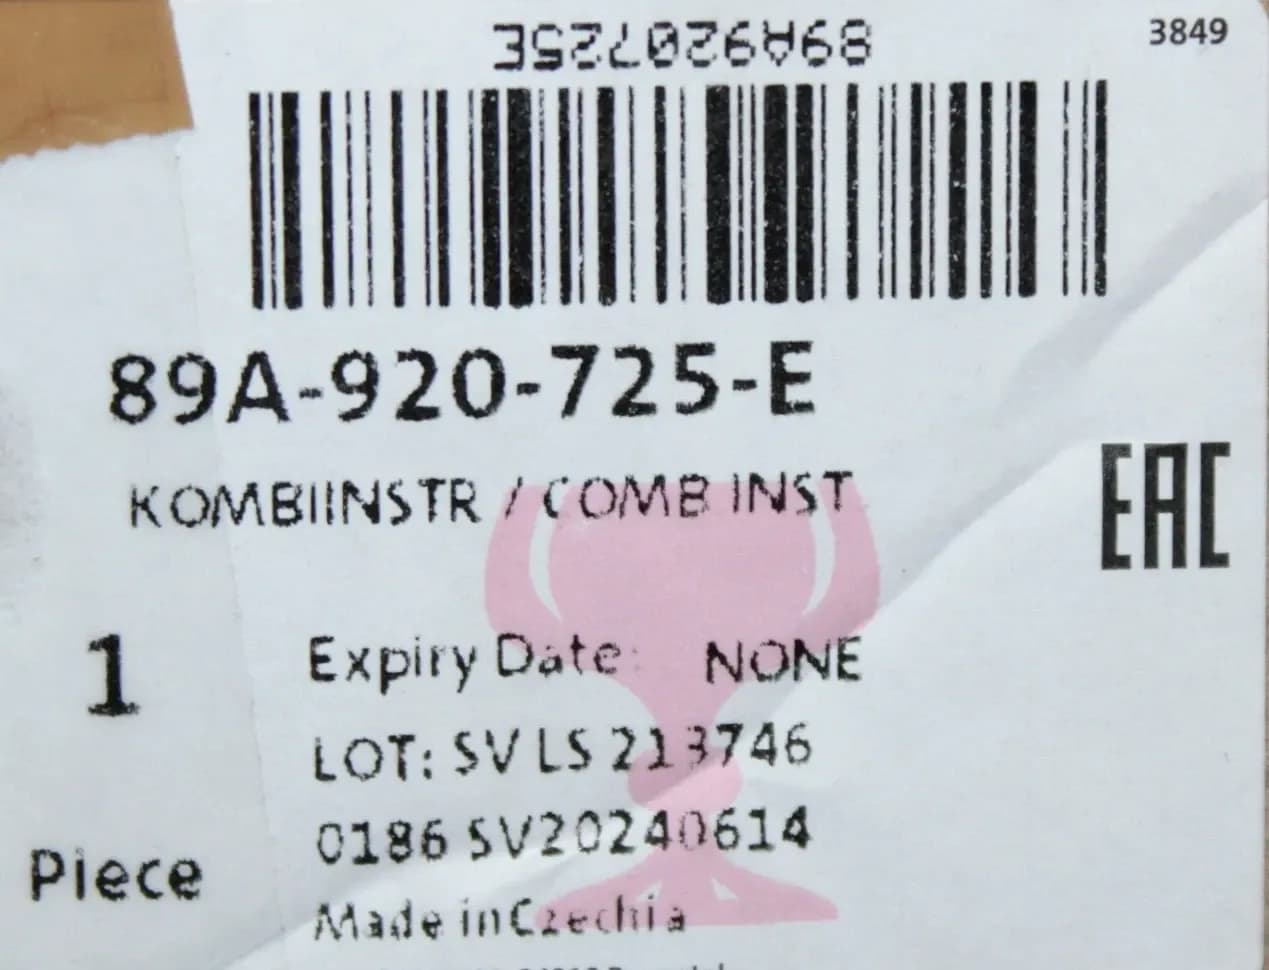 89A920725E
3849
89A-920-725-E
KOMBIINSTR / COMB INST
EAC
1
Expiry Date: NONE
LOT: SV LS 213746
0186 SV20240614
Piece
Made in Czechia